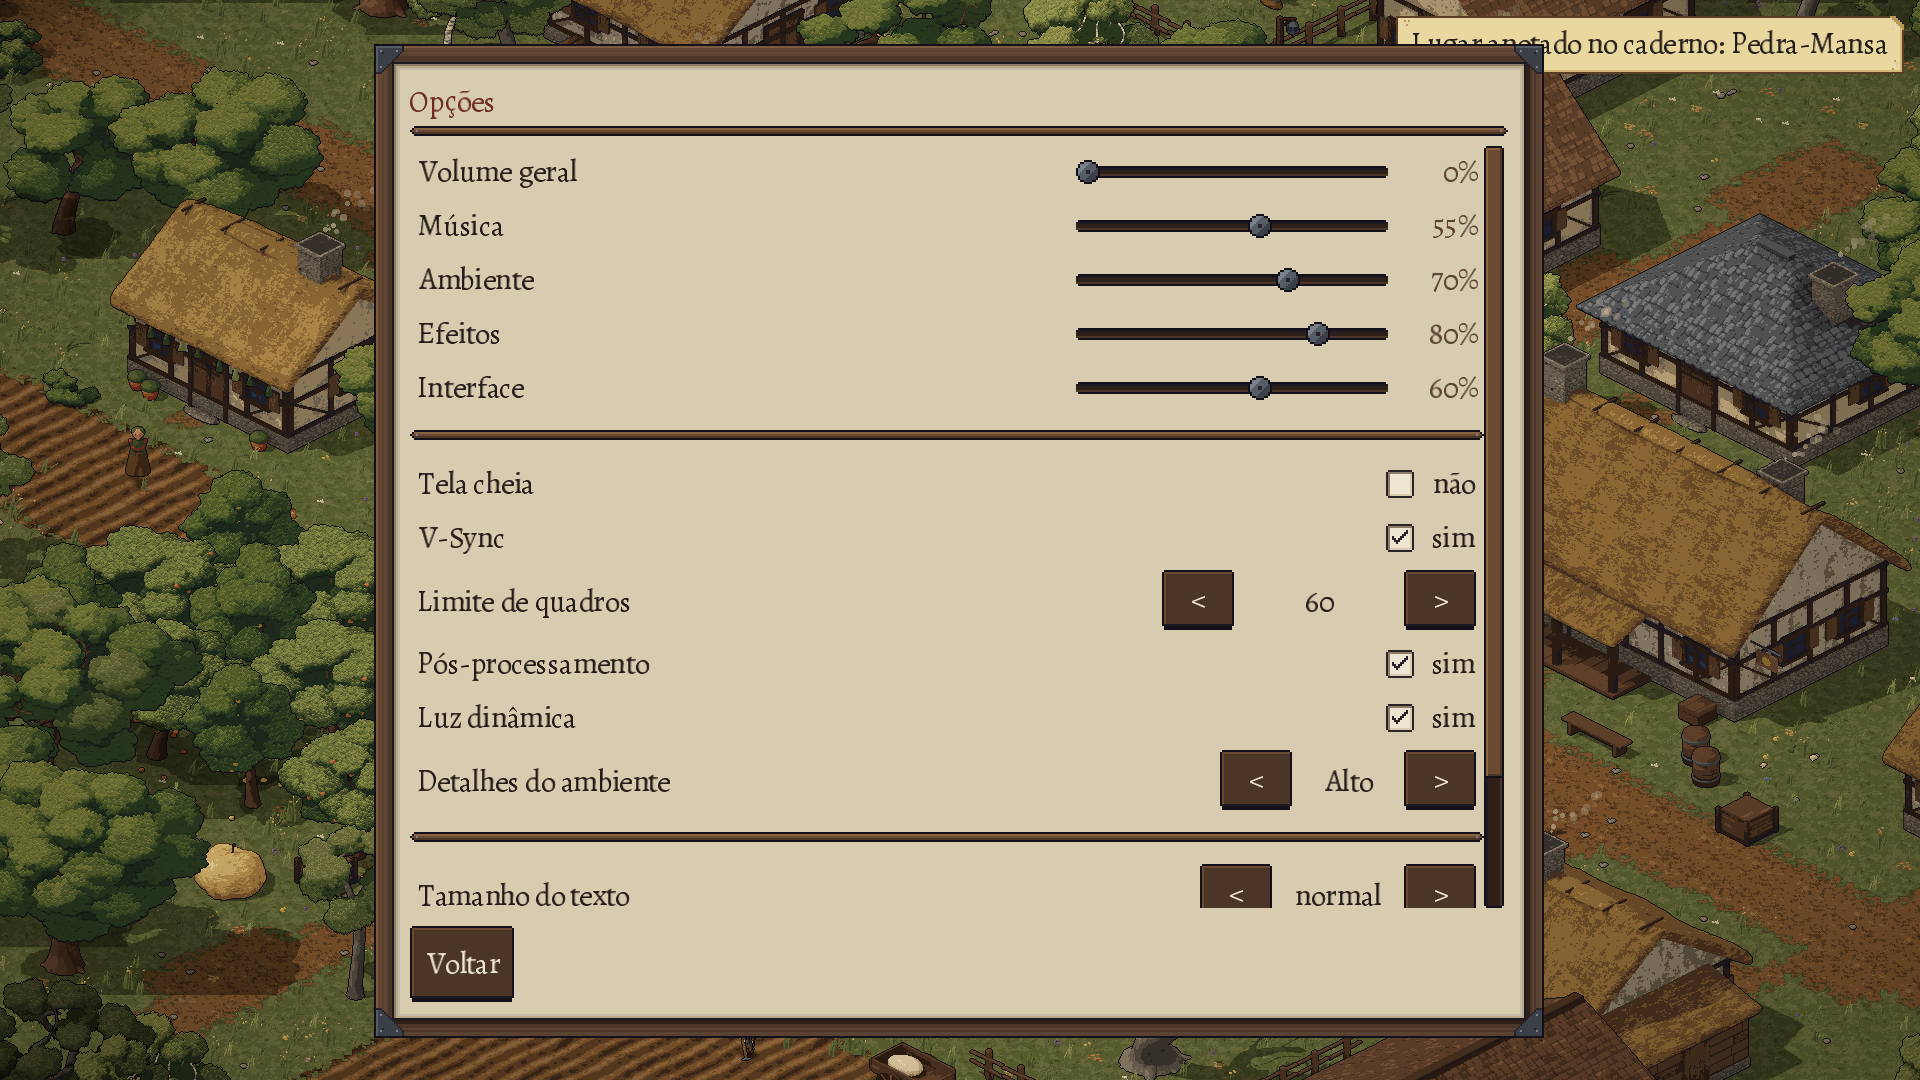 Lugar anotado no caderno: Pedra-Mansa
Opções
Volume geral 0%
Música 55%
Ambiente 70%
Efeitos 80%
Interface 60%
Tela cheia não
V-Sync sim
Limite de quadros < 60 >
Pós-processamento sim
Luz dinâmica sim
Detalhes do ambiente < Alto >
Tamanho do texto < normal >
Voltar